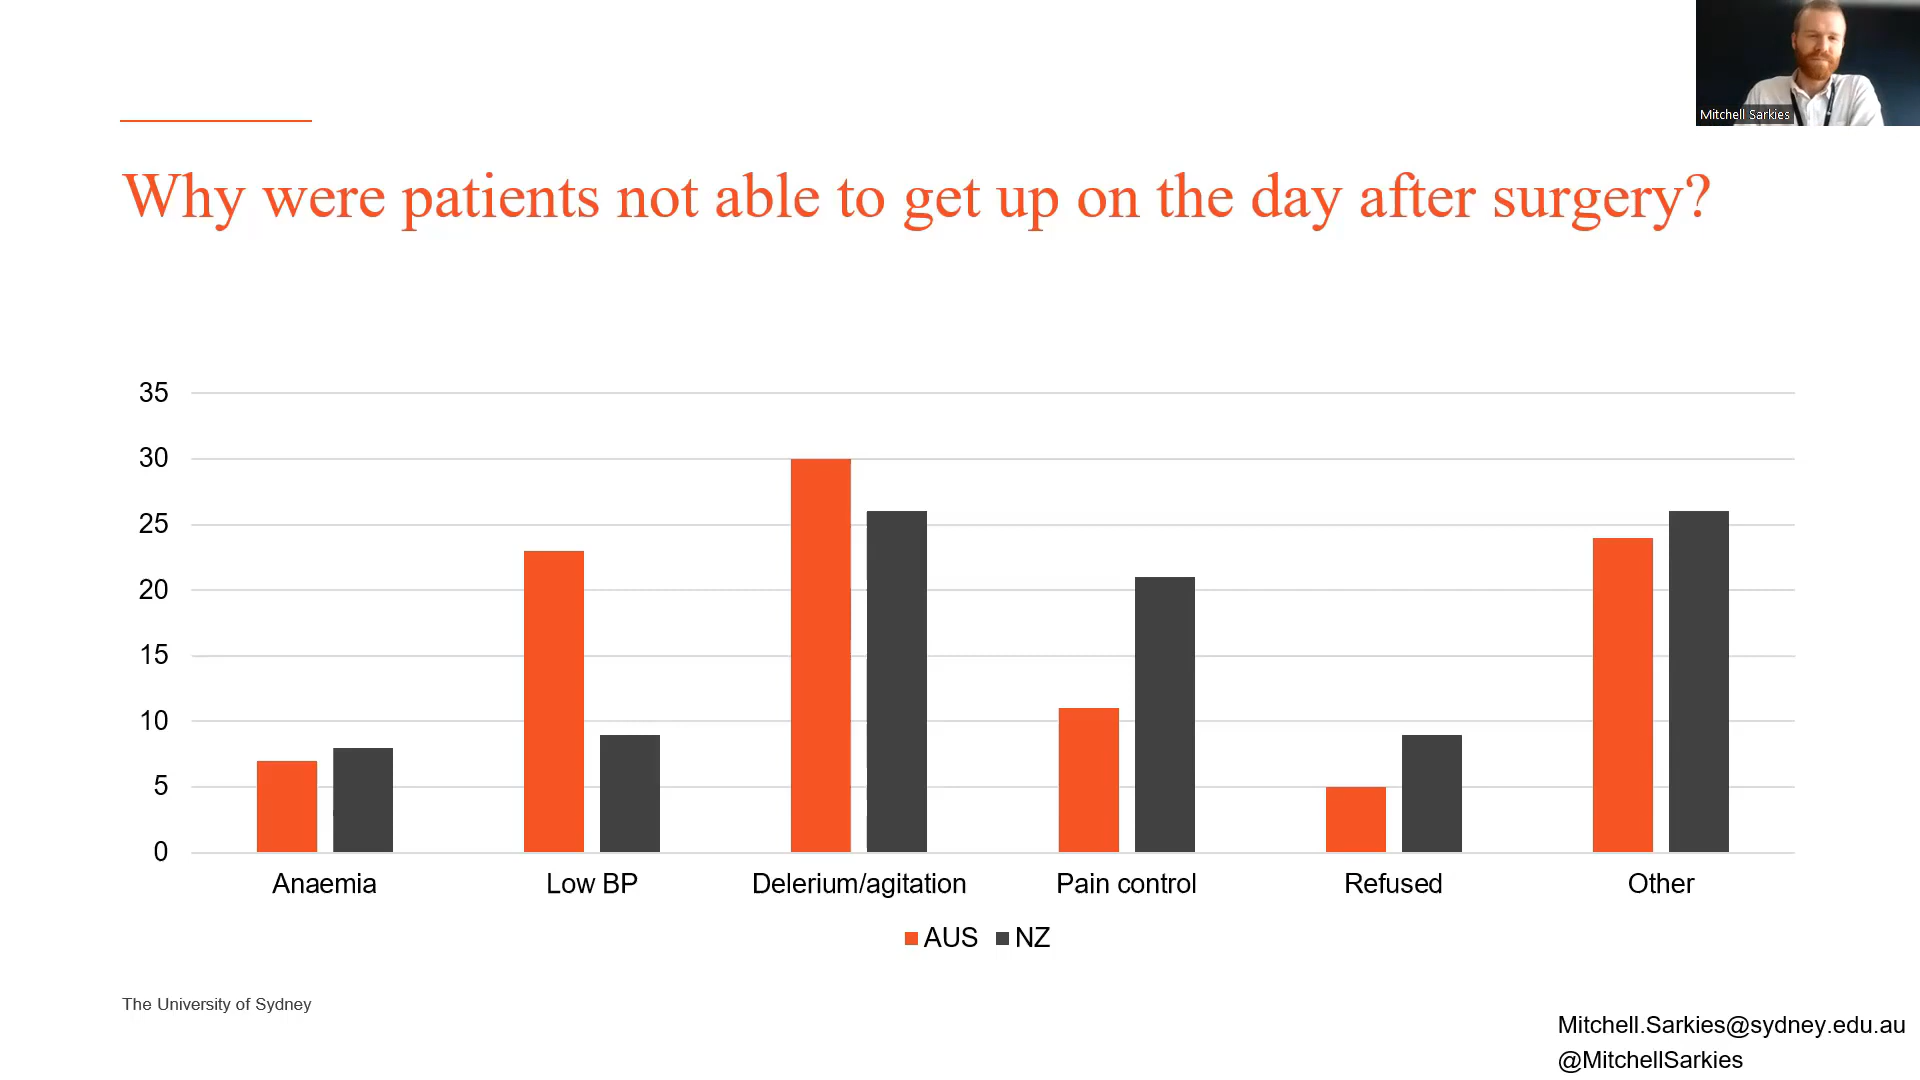 Mitchell Sarkies
Why were patients not able to get up on the day after surgery?
35
30
25
20
15
10
5
0
Anaemia Low BP Delerium/agitation Pain control Refused Other
AUS NZ
The University of Sydney
Mitchell.Sarkies@sydney.edu.au
@MitchellSarkies